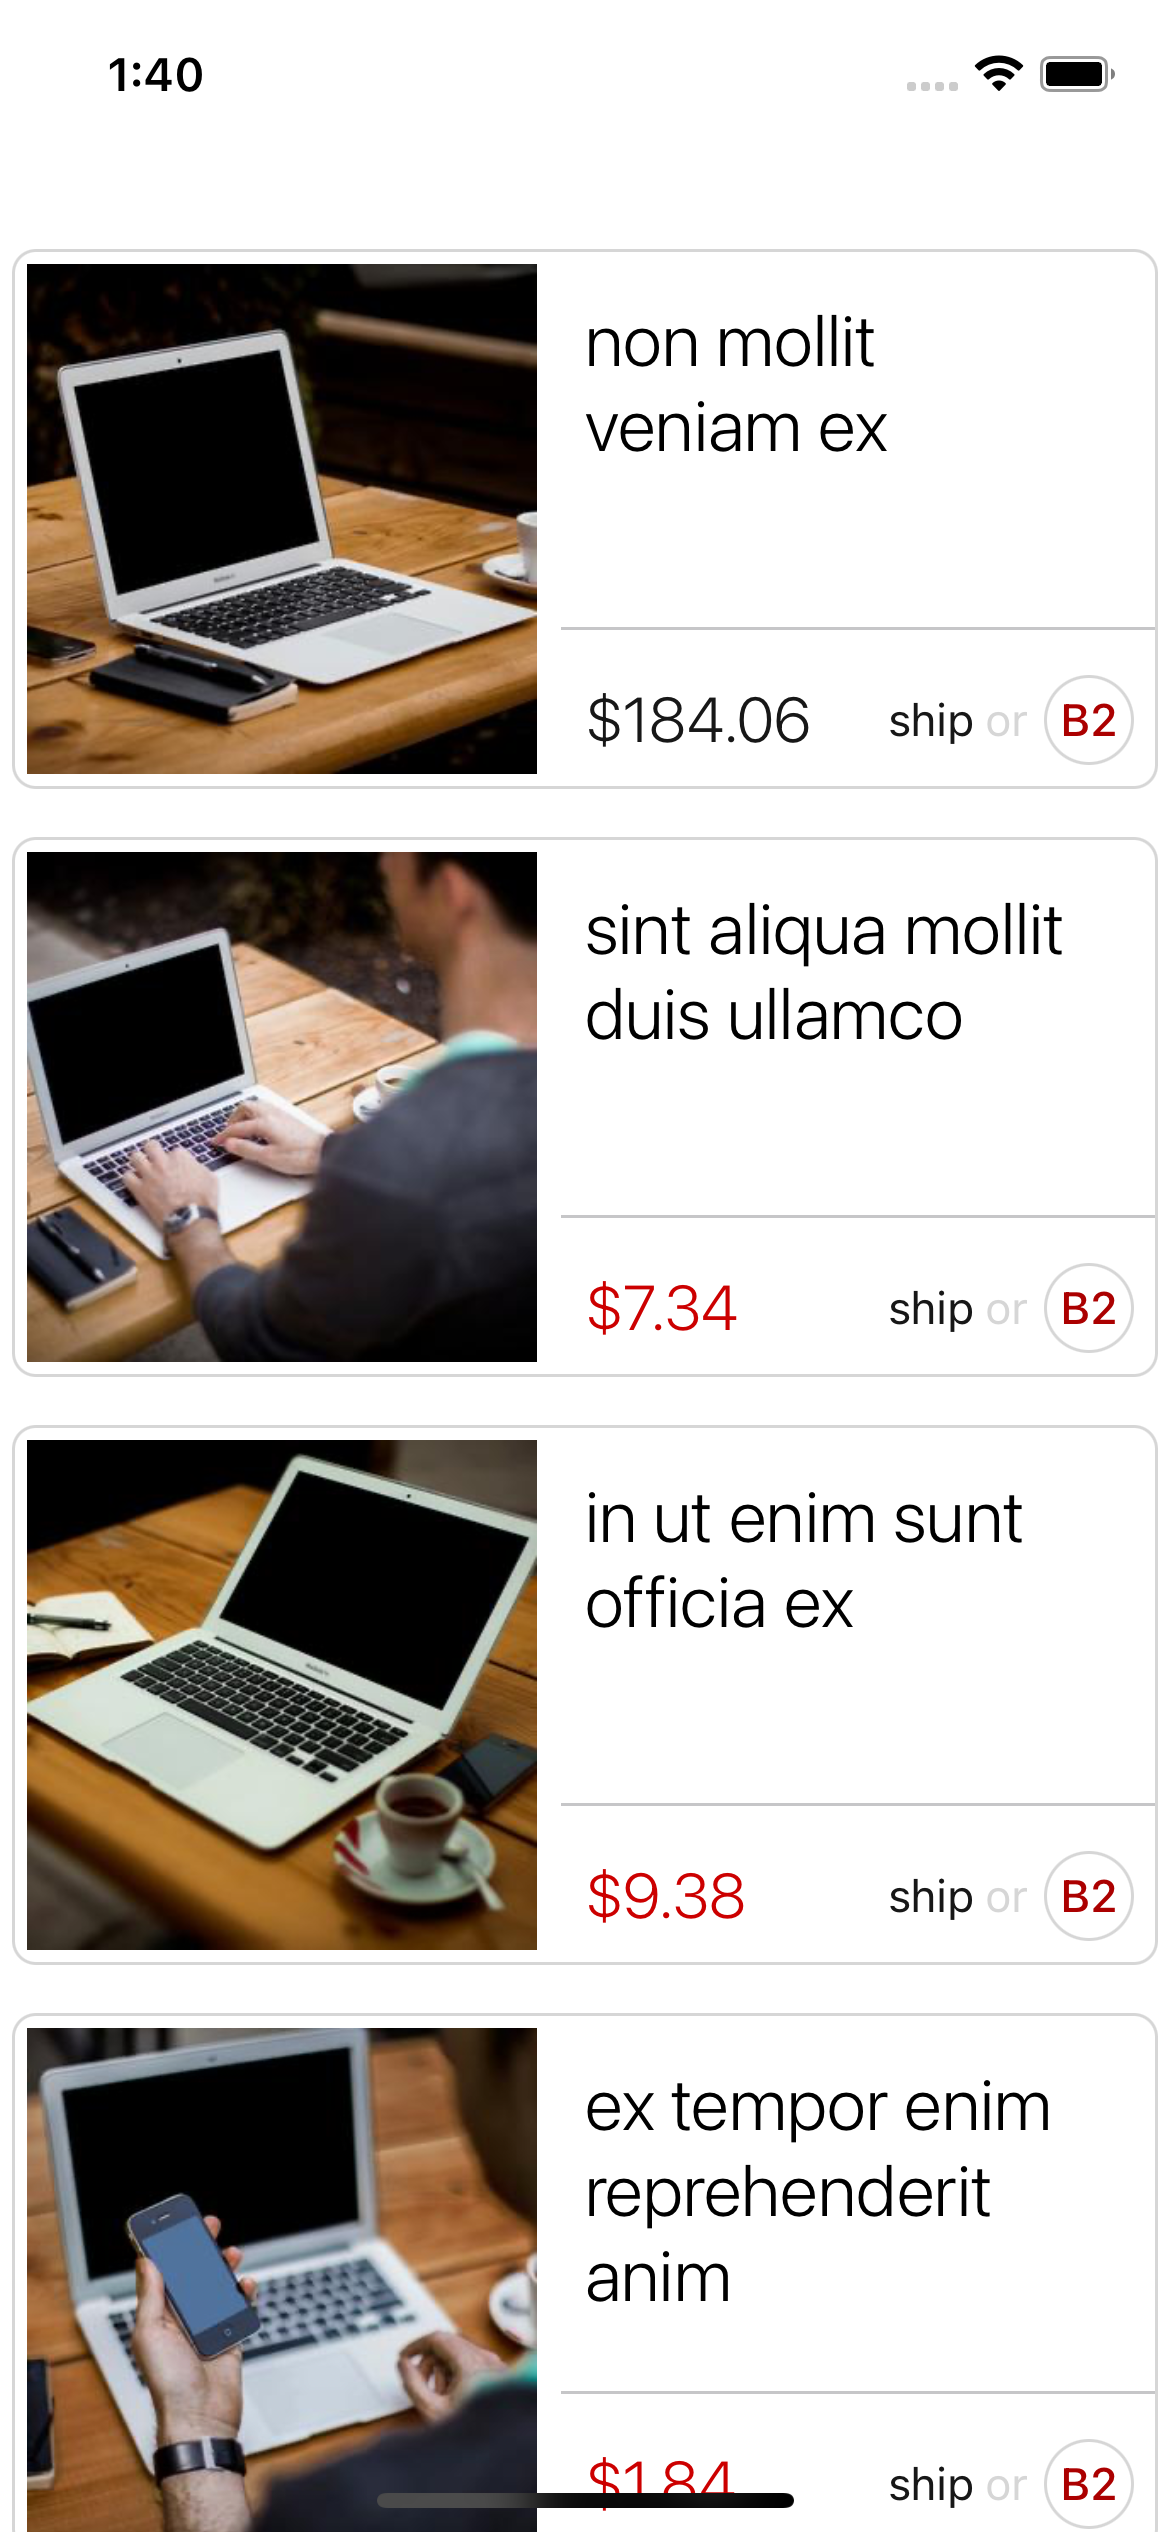 1:40
non mollit
veniam ex
$184.06 ship or B2
sint aliqua mollit
duis ullamco
$7.34 ship or B2
in ut enim sunt
officia ex
$9.38 ship or B2
ex tempor enim
reprehenderit
anim
$1.84 ship or B2